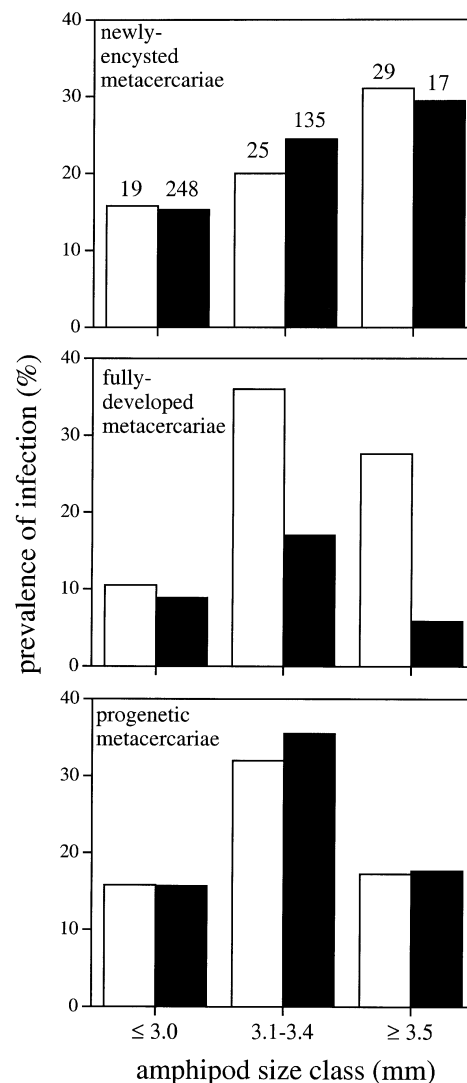 40
newly-
encysted
metacercariae
29
17
30
135
25
19
248
20
10
0
40
fully-
developed
metacercariae
30
20
10
0
prevalence of infection (%)
40
progenetic
metacercariae
30
20
10
0
≤ 3.0
3.1-3.4
≥ 3.5
amphipod size class (mm)